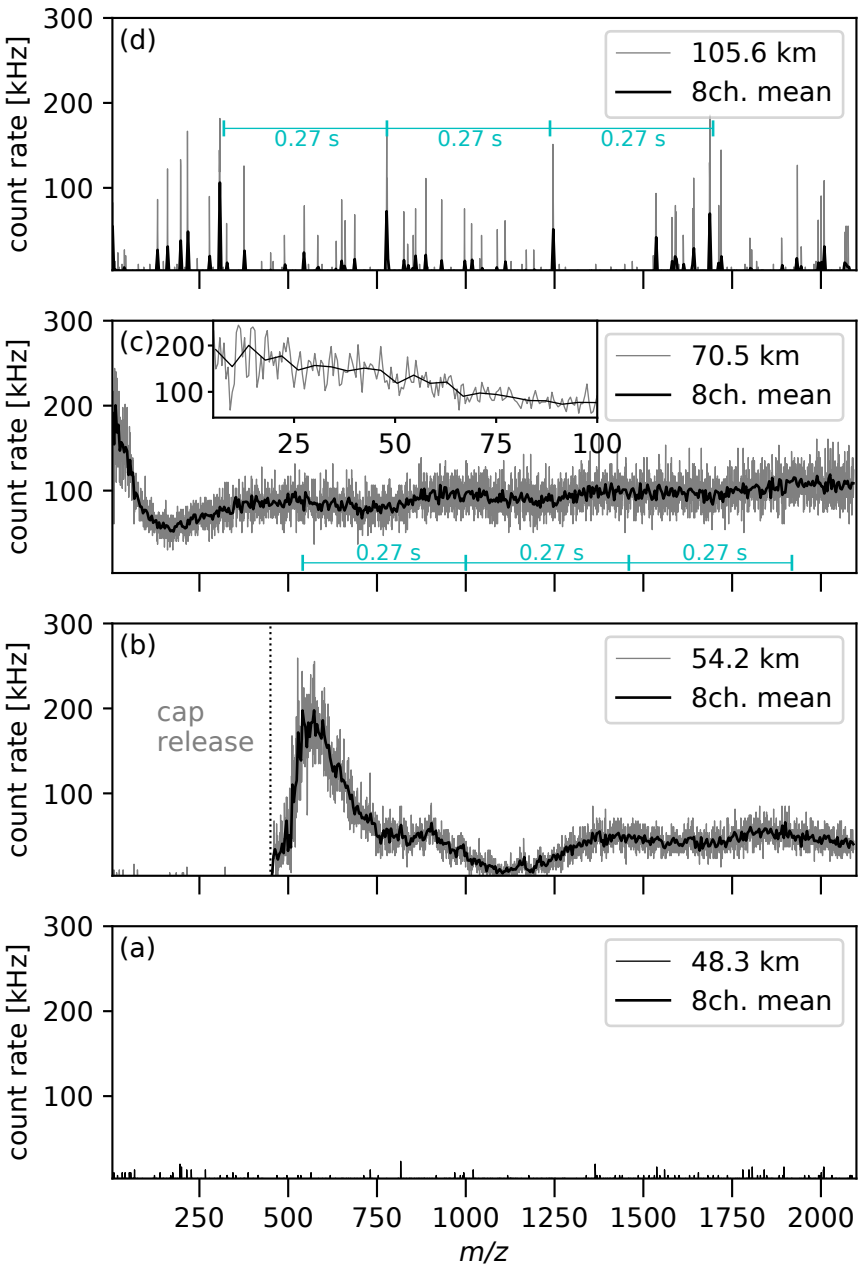 300
(d)
105.6 km
8ch. mean
200
0.27 s
0.27 s
0.27 s
100
count rate [kHz]
300
(c)
200
100
25
50
75
100
70.5 km
8ch. mean
200
100
0.27 s
0.27 s
0.27 s
count rate [kHz]
300
(b)
54.2 km
8ch. mean
200
cap
release
100
count rate [kHz]
300
(a)
48.3 km
8ch. mean
200
100
count rate [kHz]
250 500 750 1000 1250 1500 1750 2000
m/z